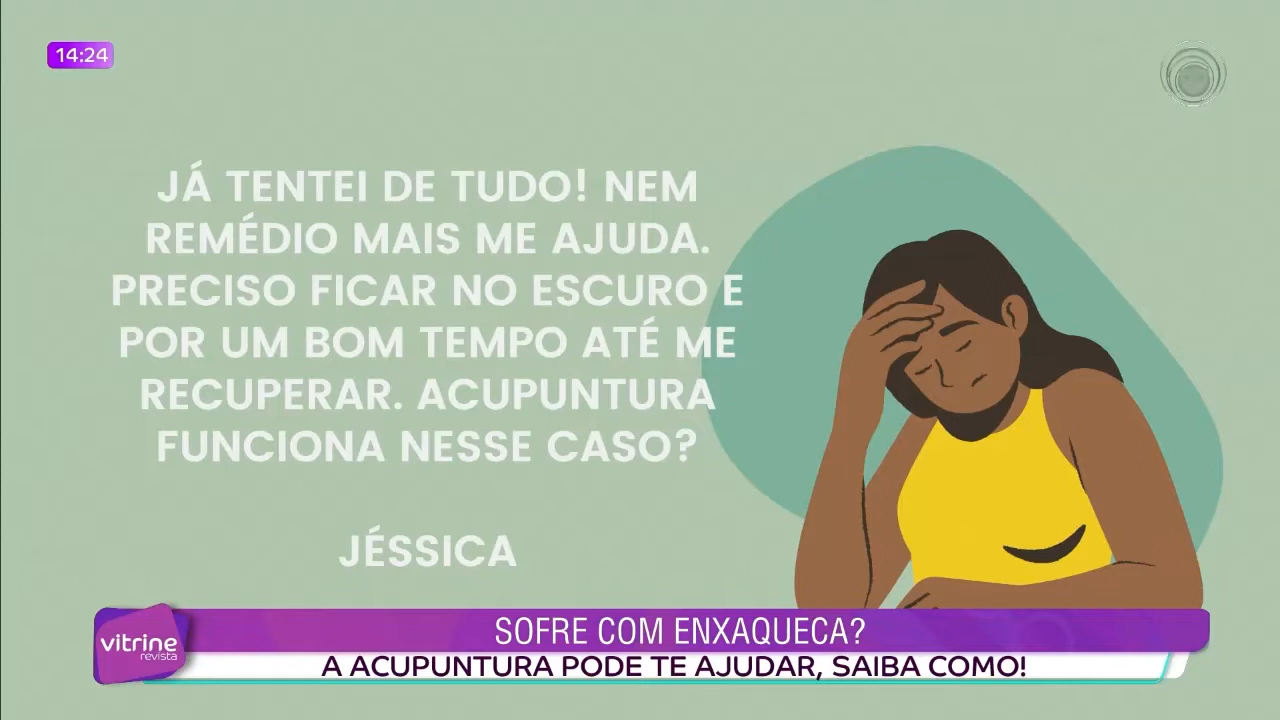 14:24
JÁ TENTEI DE TUDO! NEM
REMÉDIO MAIS ME AJUDA.
PRECISO FICAR NO ESCURO E
POR UM BOM TEMPO ATÉ ME
RECUPERAR. ACUPUNTURA
FUNCIONA NESSE CASO?
JÉSSICA
vitrine
revista
SOFRE COM ENXAQUECA?
A ACUPUNTURA PODE TE AJUDAR, SAIBA COMO!